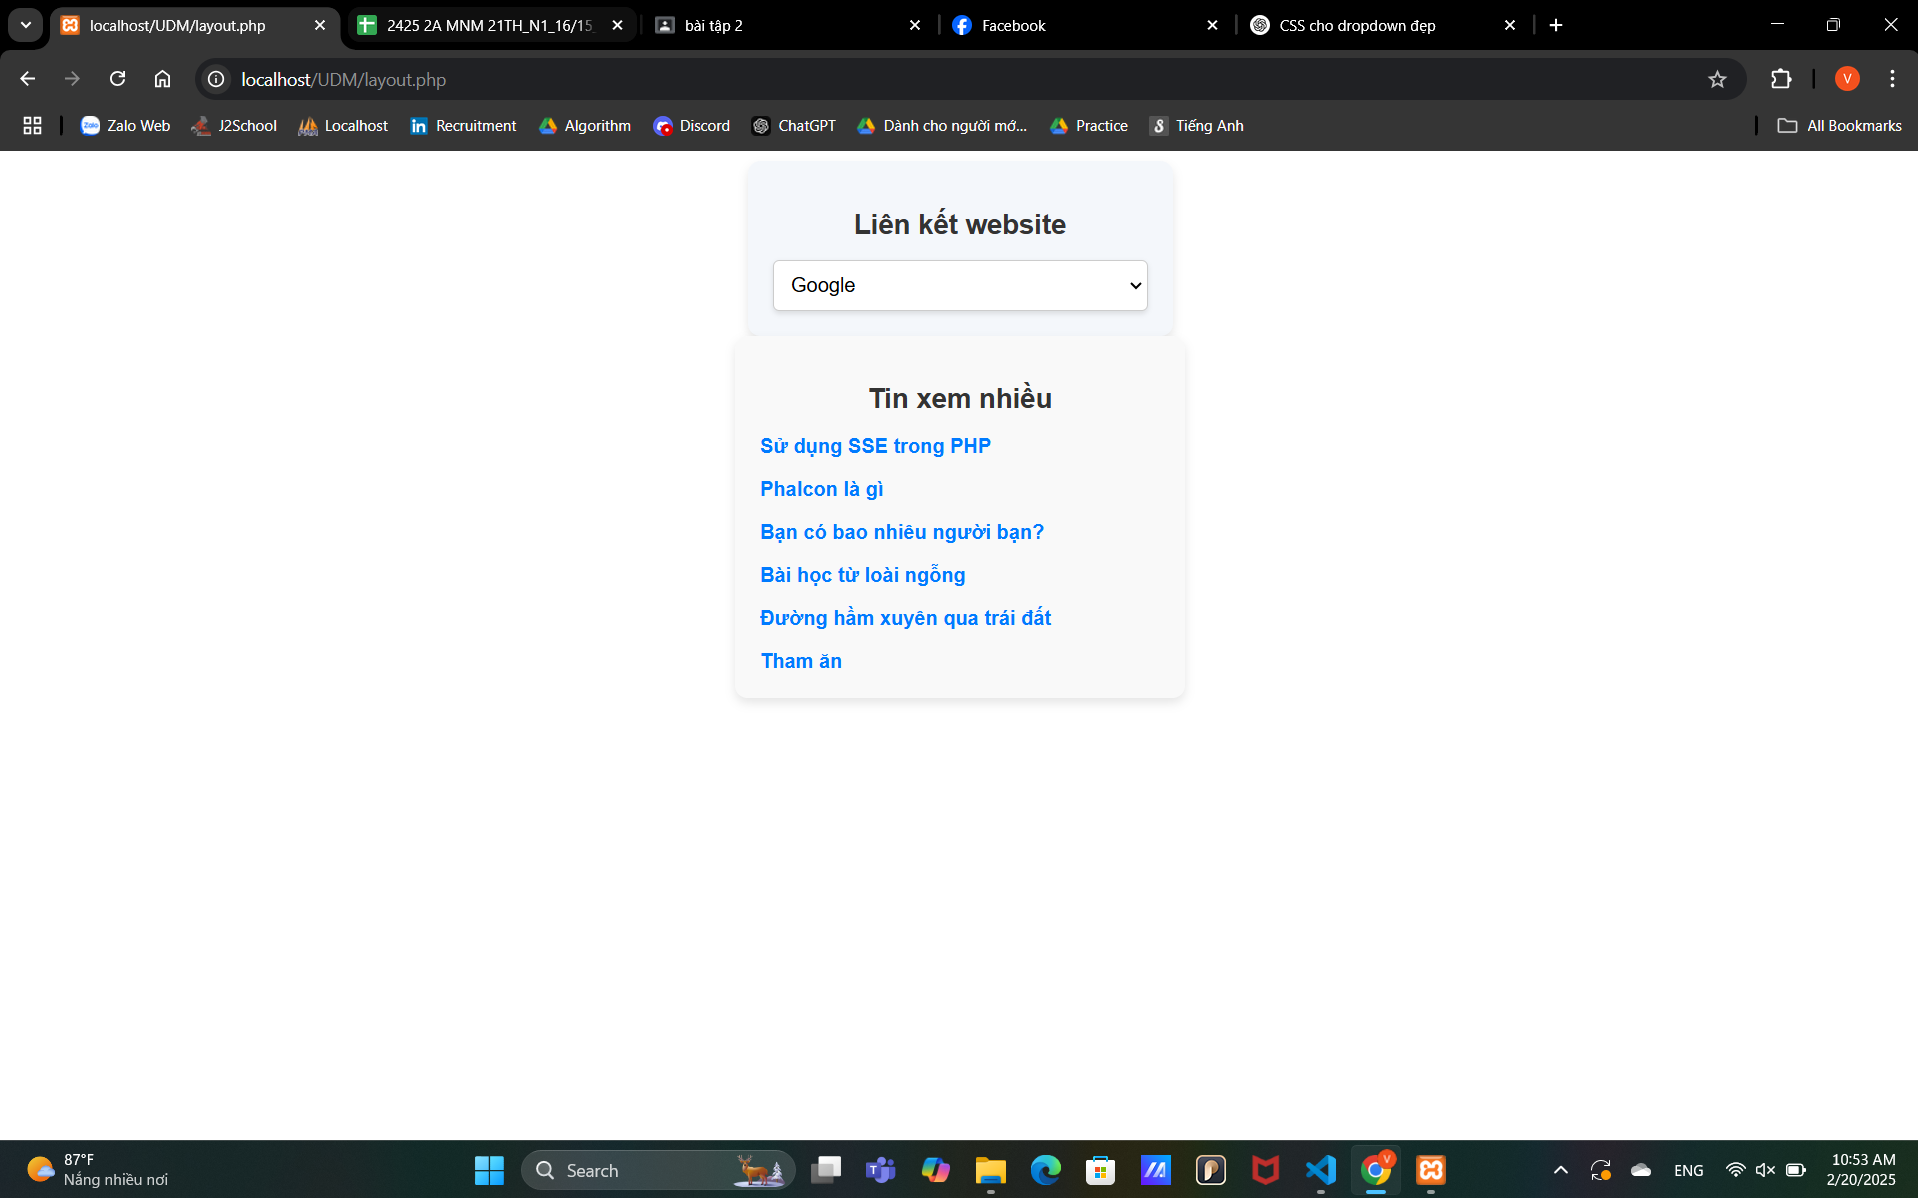 localhost/UDM/layout.php
2425 2A MNM 21TH_N1_16/15
bài tập 2
Facebook
CSS cho dropdown đẹp
localhost/UDM/layout.php
V
Zalo Web
J2School
Localhost
Recruitment
Algorithm
Discord
ChatGPT
Dành cho người mớ...
Practice
Tiếng Anh
All Bookmarks
Liên kết website
Google
Tin xem nhiều
Sử dụng SSE trong PHP
Phalcon là gì
Bạn có bao nhiêu người bạn?
Bài học từ loài ngỗng
Đường hầm xuyên qua trái đất
Tham ăn
87°F
Nắng nhiều nơi
Search
V
ENG
10:53 AM
2/20/2025